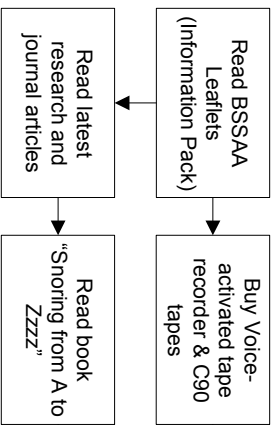 Read BSSAA
Leaflets
(Information Pack)
Buy Voice-
activated tape
recorder & C90
tapes
Read latest
research and
journal articles
Read book
“Snoring from A to
Zzzz”